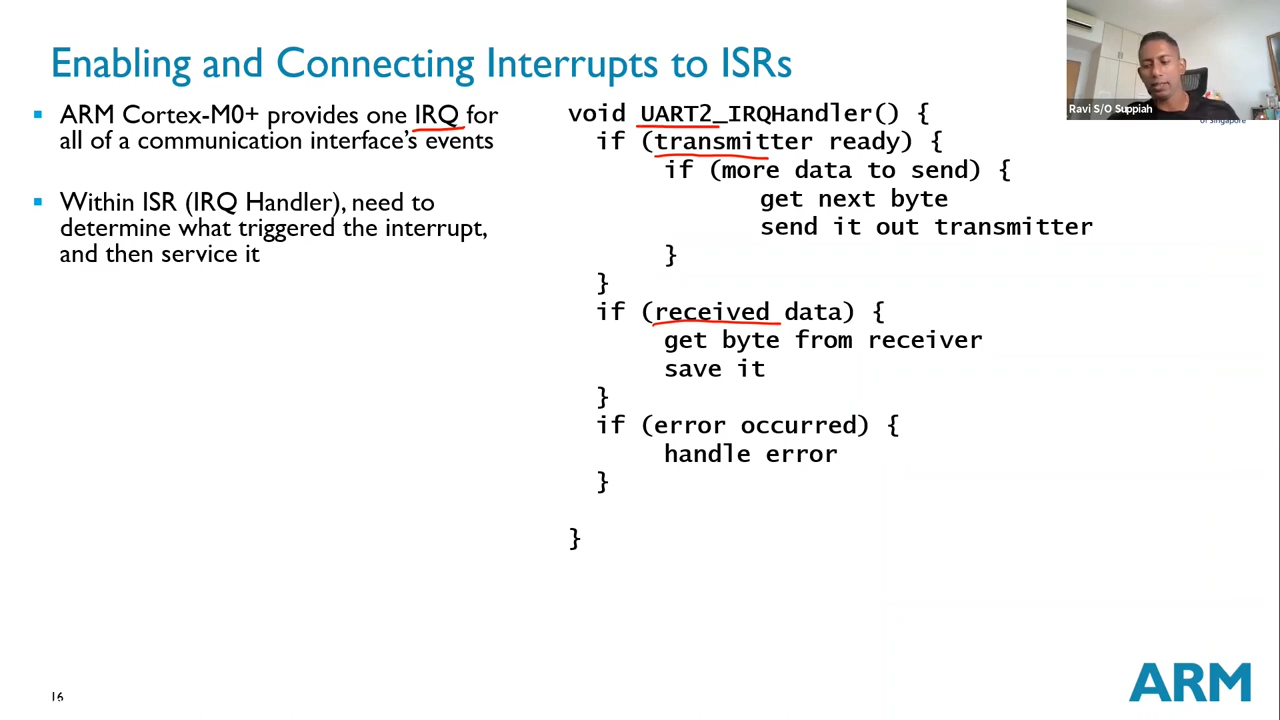 Enabling and Connecting Interrupts to ISRs
ARM Cortex-M0+ provides one IRQ for
all of a communication interface's events
Within ISR (IRQ Handler), need to
determine what triggered the interrupt,
and then service it
void UART2_IRQHandler() {
if (transmitter ready) {
if (more data to send) {
get next byte
send it out transmitter
}
}
if (received data) {
get byte from receiver
save it
}
if (error occurred) {
handle error
}
}
Ravi S/O Suppiah
of Singapore
16
ARM